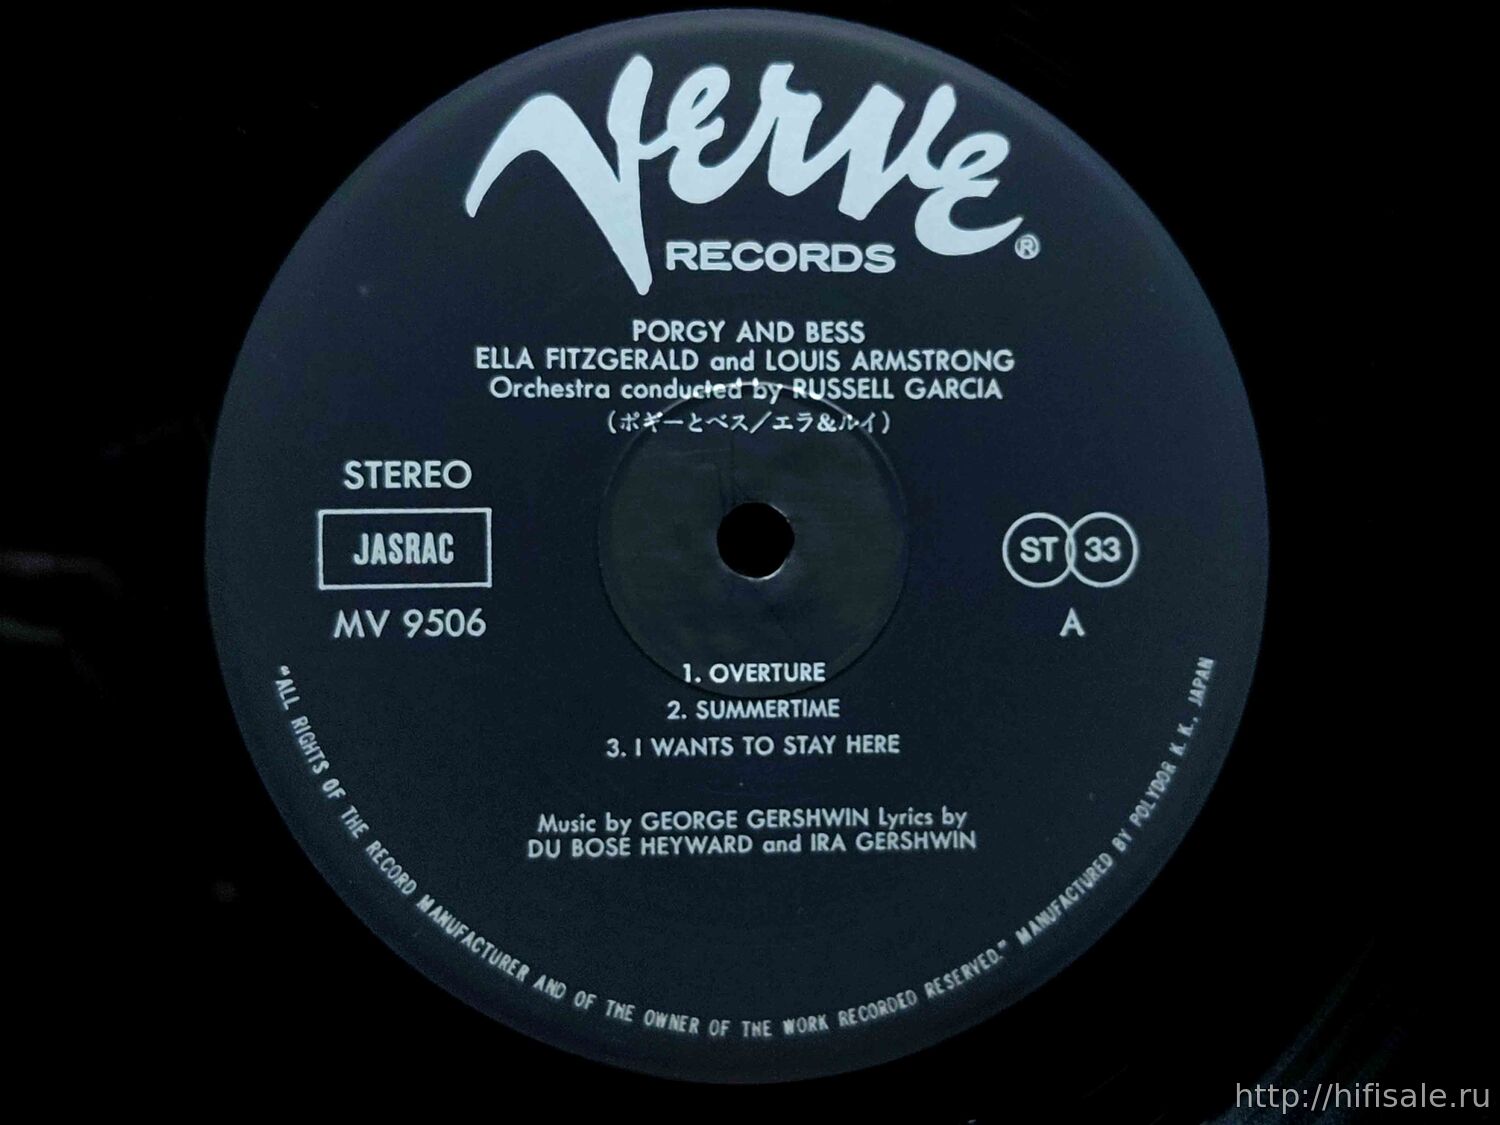 Verve
RECORDS ®
PORGY AND BESS
ELLA FITZGERALD and LOUIS ARMSTRONG
Orchestra conducted by RUSSELL GARCIA
(ポギーとベス/エラ&ルイ)
STEREO
JASRAC
MV 9506
ST 33
A
1. OVERTURE
2. SUMMERTIME
3. I WANTS TO STAY HERE
Music by GEORGE GERSHWIN Lyrics by
DU BOSE HEYWARD and IRA GERSHWIN
"ALL RIGHTS OF THE RECORD MANUFACTURER AND OF THE OWNER OF THE WORK RECORDED RESERVED." MANUFACTURED BY POLYDOR K. K., JAPAN
http://hifisale.ru